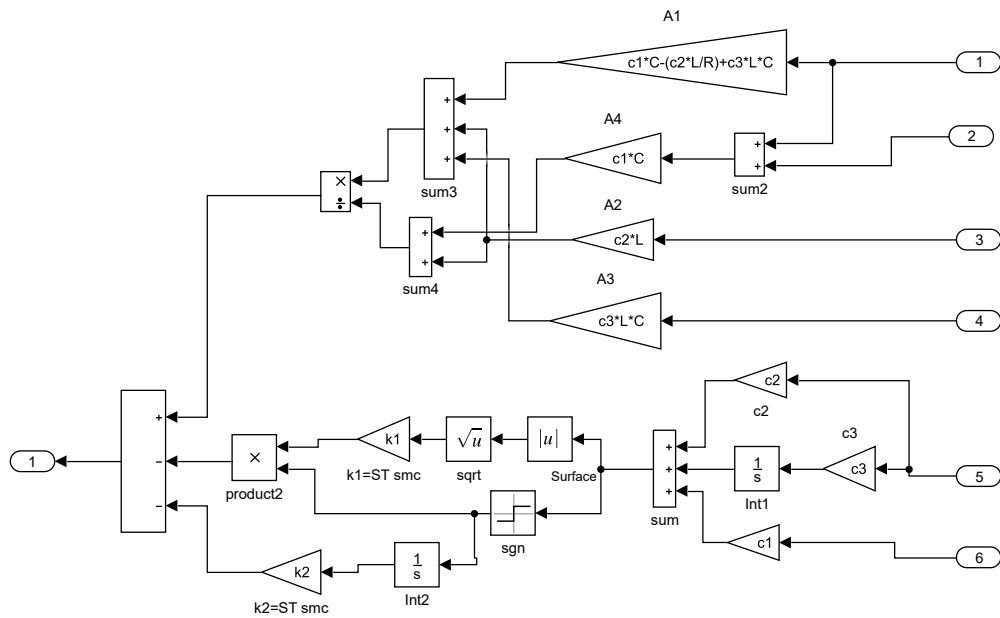 A1
c1*C-(c2*L/R)+c3*L*C
1
2
+
+
+
sum3
A4
c1*C
+
+
sum2
×
÷
A2
c2*L
3
+
+
sum4
A3
c3*L*C
4
c2
c2
c3
c3
5
+
−
−
1
×
product2
k1
k1=ST smc
√u
sqrt
|u|
Surface
+
+
+
sum
1
s
Int1
sgn
c1
6
k2
k2=ST smc
1
s
Int2